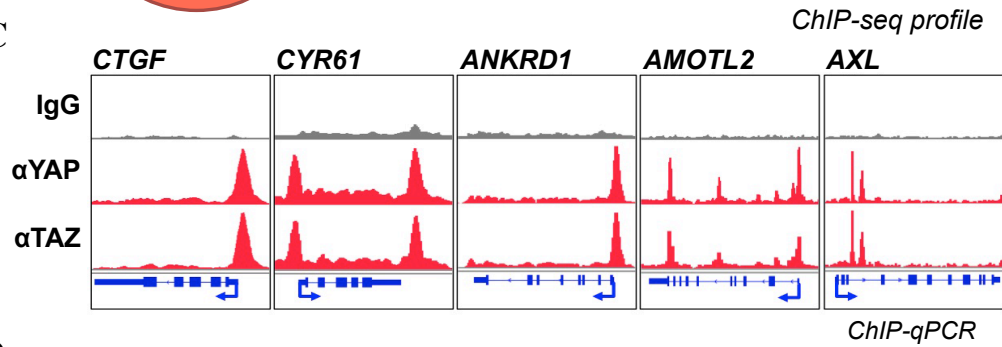 C
ChIP-seq profile
CTGF CYR61 ANKRD1 AMOTL2 AXL
IgG
αYAP
αTAZ
ChIP-qPCR